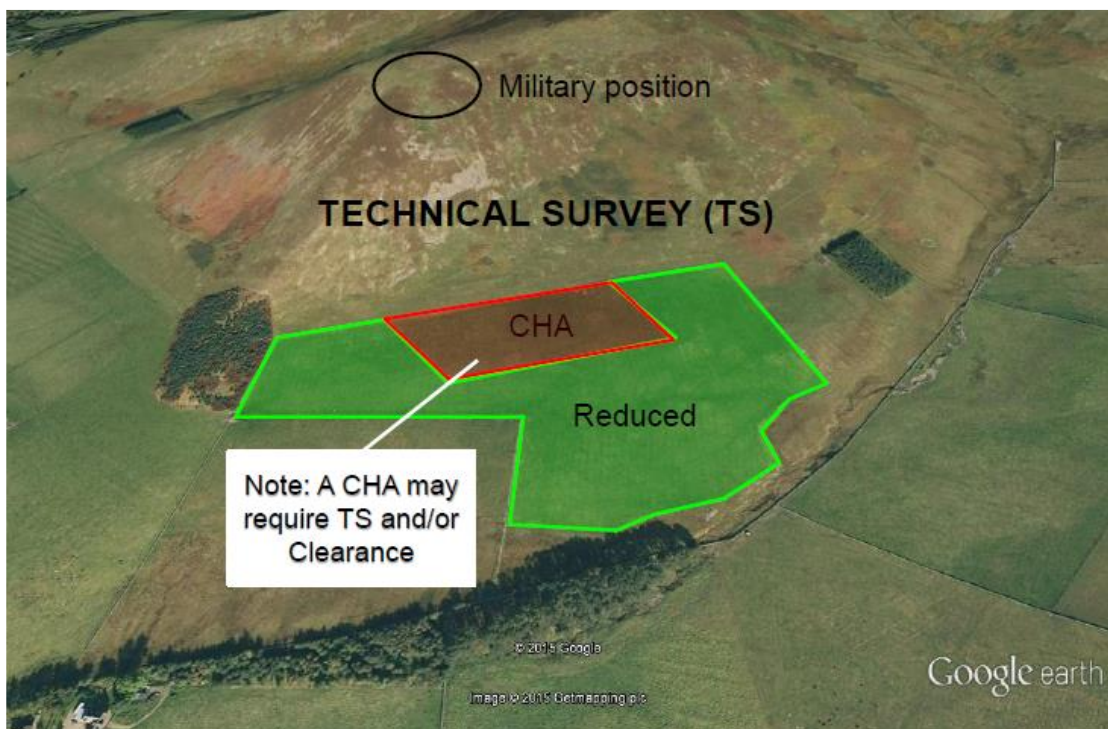 Military position
TECHNICAL SURVEY (TS)
CHA
Reduced
Note: A CHA may
require TS and/or
Clearance
© 2015 Google
Google earth
Image © 2015 Getmapping plc